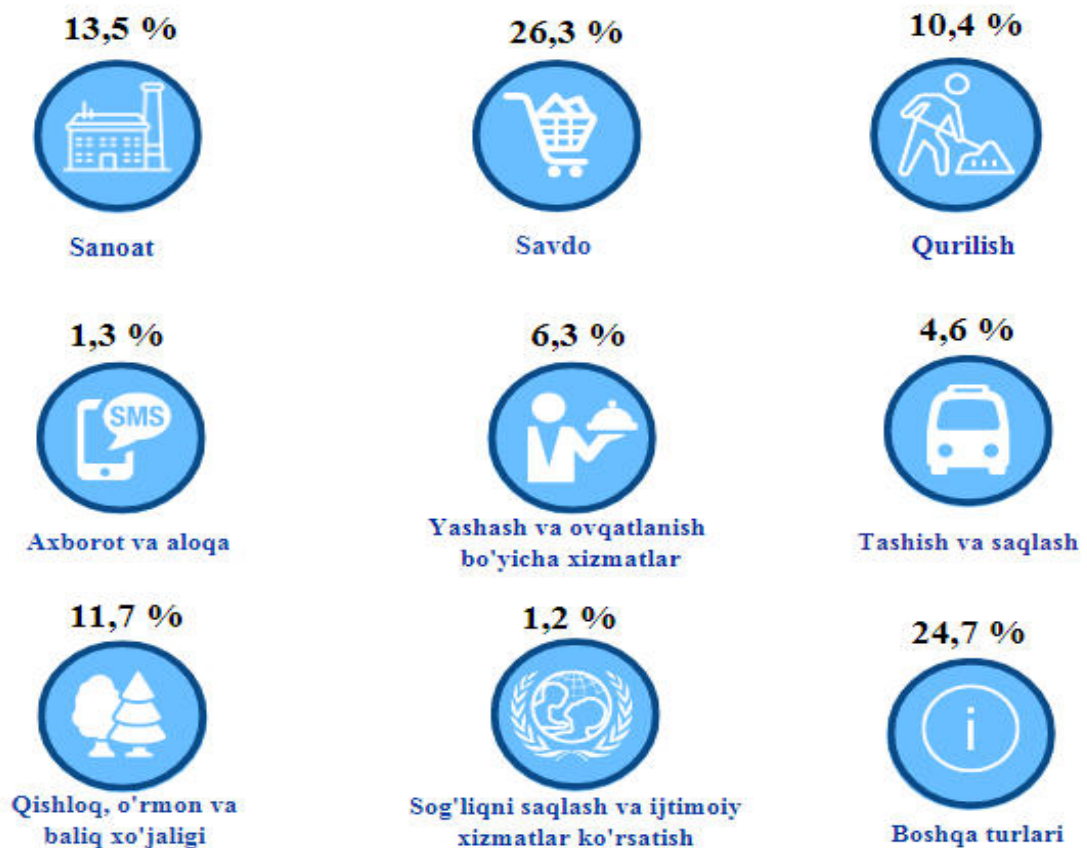 13,5 %
26,3 %
10,4 %
Sanoat
Savdo
Qurilish
1,3 %
6,3 %
4,6 %
SMS
Axborot va aloqa
Yashash va ovqatlanish
bo'yicha xizmatlar
Tashish va saqlash
11,7 %
1,2 %
24,7 %
i
Qishloq, o'rmon va
baliq xo'jaligi
Sog'liqni saqlash va ijtimoiy
xizmatlar ko'rsatish
Boshqa turlari